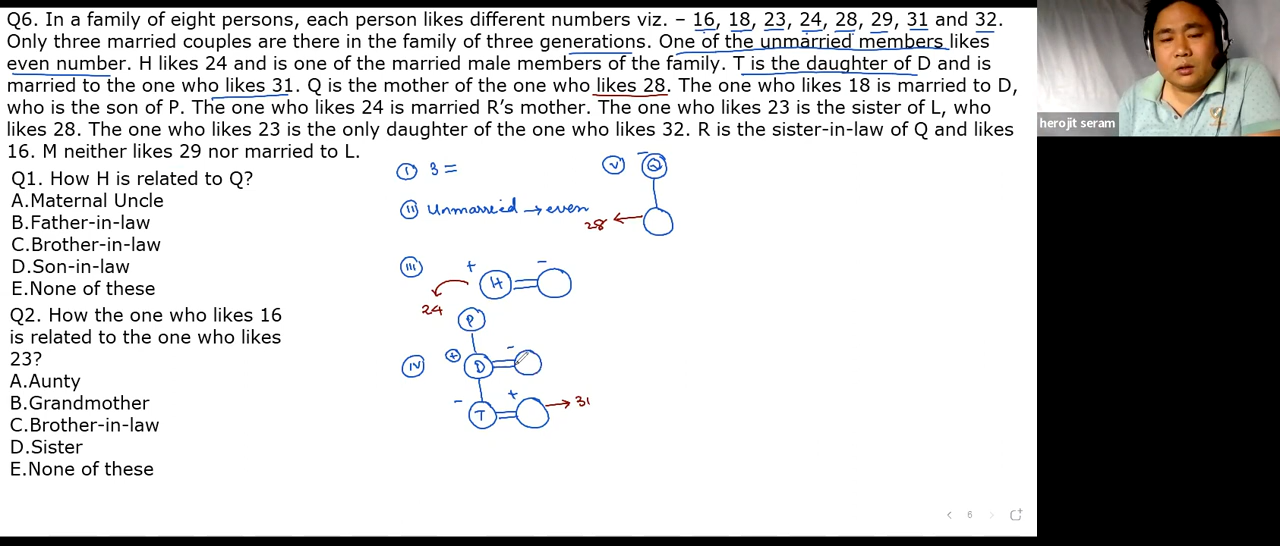 Q6. In a family of eight persons, each person likes different numbers viz. – 16, 18, 23, 24, 28, 29, 31 and 32.
Only three married couples are there in the family of three generations. One of the unmarried members likes
even number. H likes 24 and is one of the married male members of the family. T is the daughter of D and is
married to the one who likes 31. Q is the mother of the one who likes 28. The one who likes 18 is married to D,
who is the son of P. The one who likes 24 is married R's mother. The one who likes 23 is the sister of L, who
likes 28. The one who likes 23 is the only daughter of the one who likes 32. R is the sister-in-law of Q and likes
16. M neither likes 29 nor married to L.
Q1. How H is related to Q?
A.Maternal Uncle
B.Father-in-law
C.Brother-in-law
D.Son-in-law
E.None of these
Q2. How the one who likes 16
is related to the one who likes
23?
A.Aunty
B.Grandmother
C.Brother-in-law
D.Sister
E.None of these
(I) 3 =
(II) Unmarried → even
(III) + H = −
24
(IV) P
+ D = −
− T = + → 31
(V) − Q
28 ←
herojit seram
6